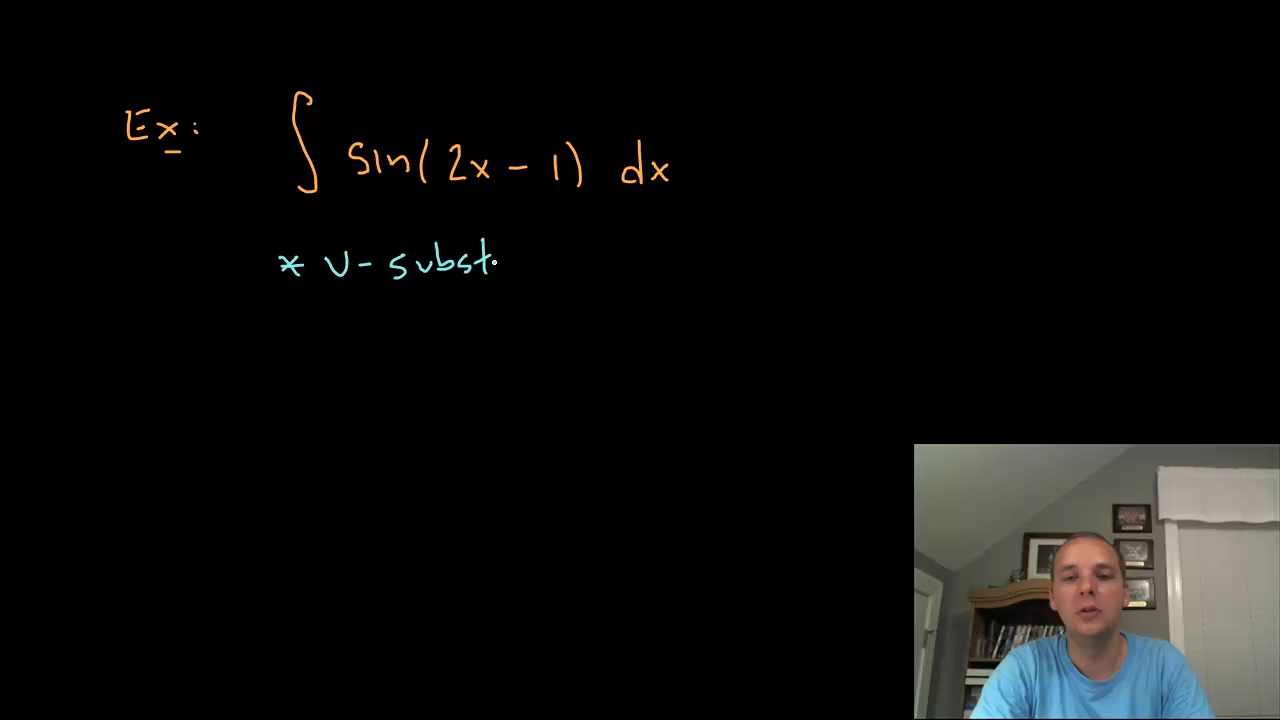 Ex: ∫ sin(2x - 1) dx
* u - subst